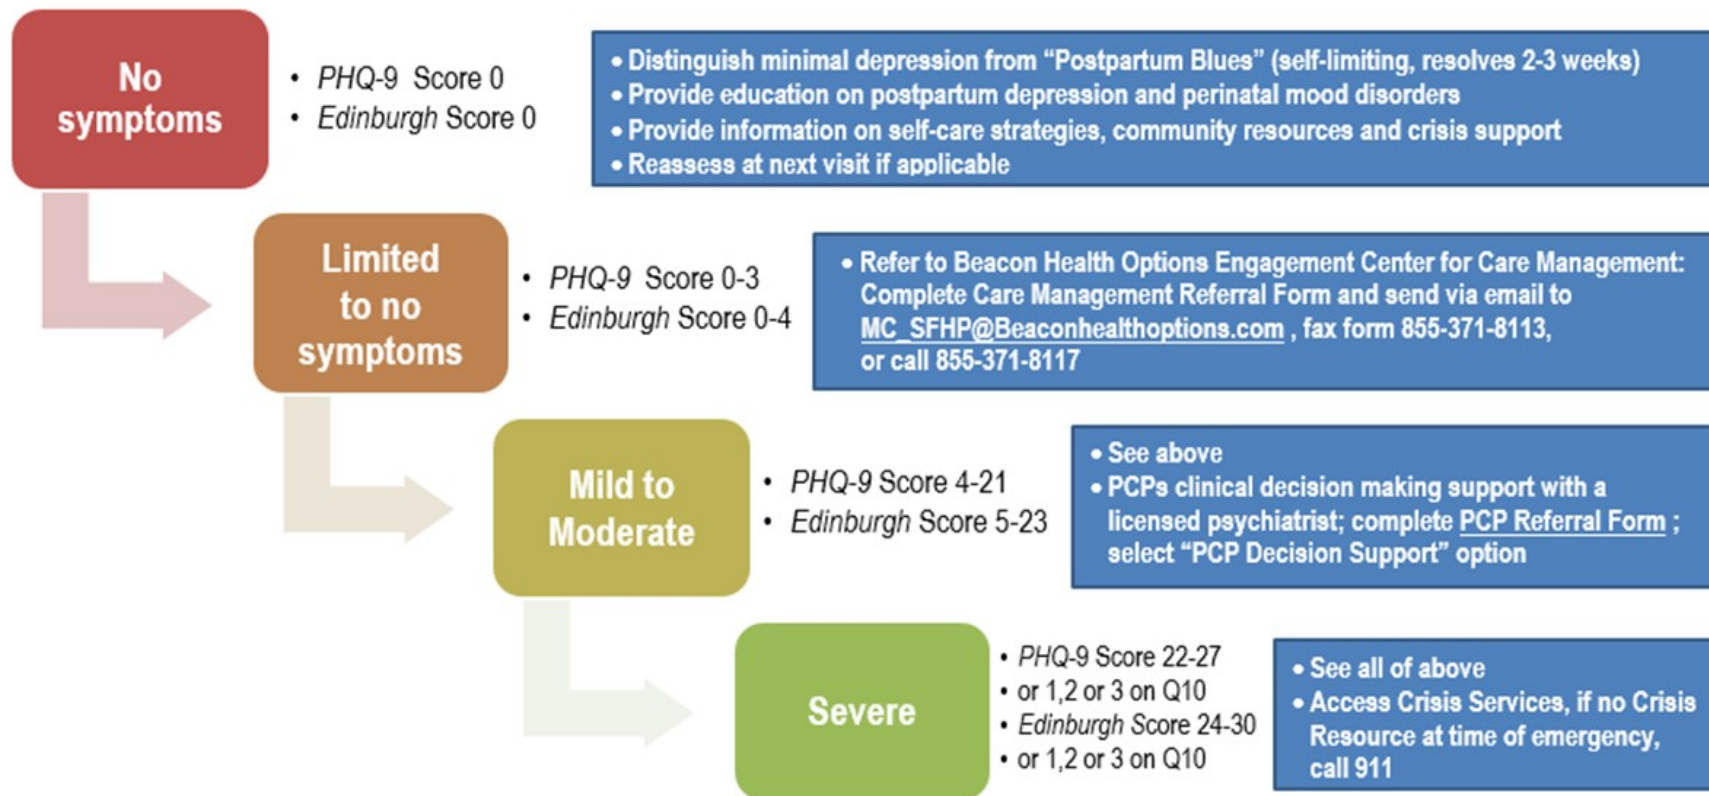 No
symptoms
• PHQ-9 Score 0
• Edinburgh Score 0
• Distinguish minimal depression from “Postpartum Blues” (self-limiting, resolves 2-3 weeks)
• Provide education on postpartum depression and perinatal mood disorders
• Provide information on self-care strategies, community resources and crisis support
• Reassess at next visit if applicable
Limited
to no
symptoms
• PHQ-9 Score 0-3
• Edinburgh Score 0-4
• Refer to Beacon Health Options Engagement Center for Care Management:
Complete Care Management Referral Form and send via email to
MC_SFHP@Beaconhealthoptions.com , fax form 855-371-8113,
or call 855-371-8117
Mild to
Moderate
• PHQ-9 Score 4-21
• Edinburgh Score 5-23
• See above
• PCPs clinical decision making support with a
licensed psychiatrist; complete PCP Referral Form ;
select “PCP Decision Support” option
Severe
• PHQ-9 Score 22-27
• or 1,2 or 3 on Q10
• Edinburgh Score 24-30
• or 1,2 or 3 on Q10
• See all of above
• Access Crisis Services, if no Crisis
Resource at time of emergency,
call 911